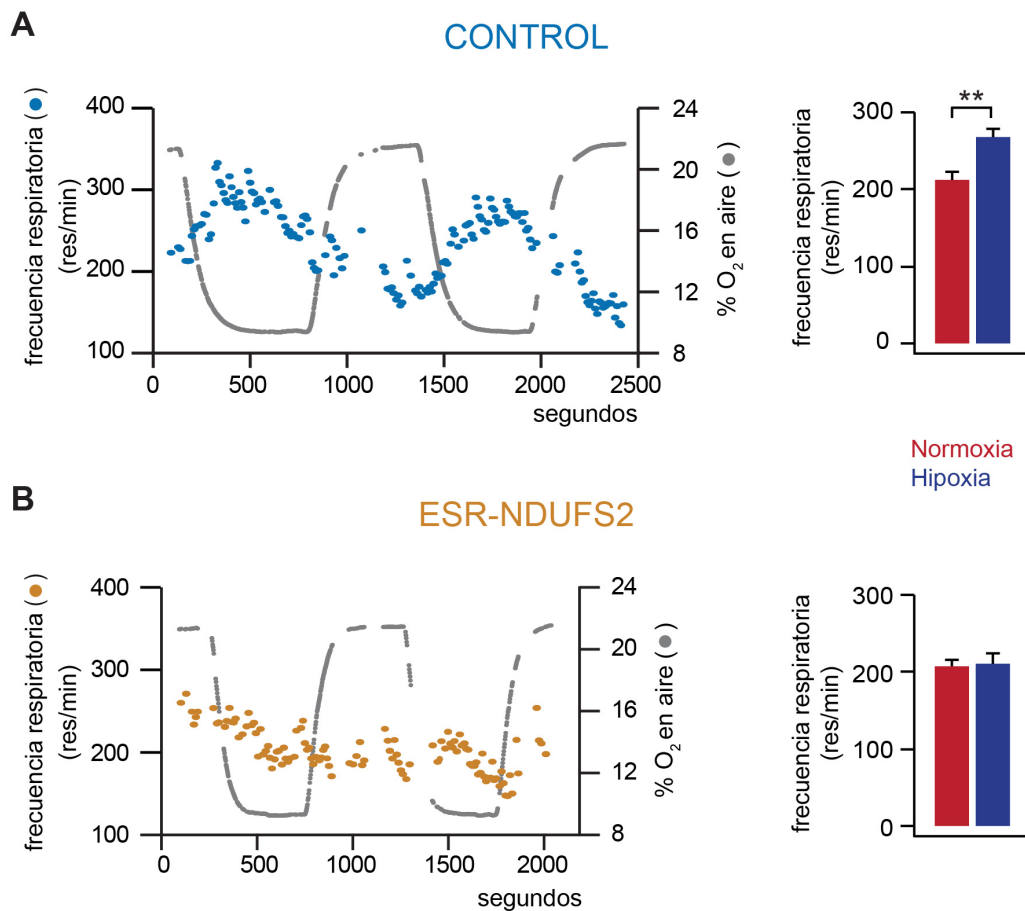 A
CONTROL
frecuencia respiratoria (●)
(res/min)
400
300
200
100
24
20
16
12
8
% O₂ en aire (●)
0 500 1000 1500 2000 2500
segundos
frecuencia respiratoria
(res/min)
**
300
200
100
0
Normoxia
Hipoxia
B
ESR-NDUFS2
frecuencia respiratoria (●)
(res/min)
400
300
200
100
24
20
16
12
8
% O₂ en aire (●)
0 500 1000 1500 2000
segundos
frecuencia respiratoria
(res/min)
300
200
100
0